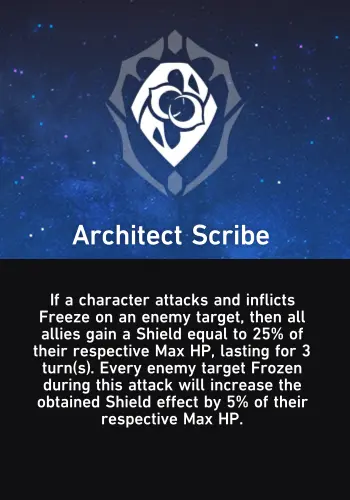 Architect Scribe
If a character attacks and inflicts
Freeze on an enemy target, then all
allies gain a Shield equal to 25% of
their respective Max HP, lasting for 3
turn(s). Every enemy target Frozen
during this attack will increase the
obtained Shield effect by 5% of their
respective Max HP.